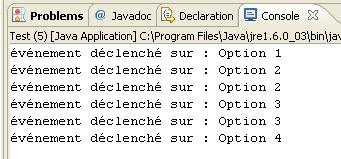 Problems @ Javadoc Declaration Console
Test (5) [Java Application] C:\Program Files\Java\jre1.6.0_03\bin\jav
événement déclenché sur : Option 1
événement déclenché sur : Option 2
événement déclenché sur : Option 2
événement déclenché sur : Option 3
événement déclenché sur : Option 3
événement déclenché sur : Option 4